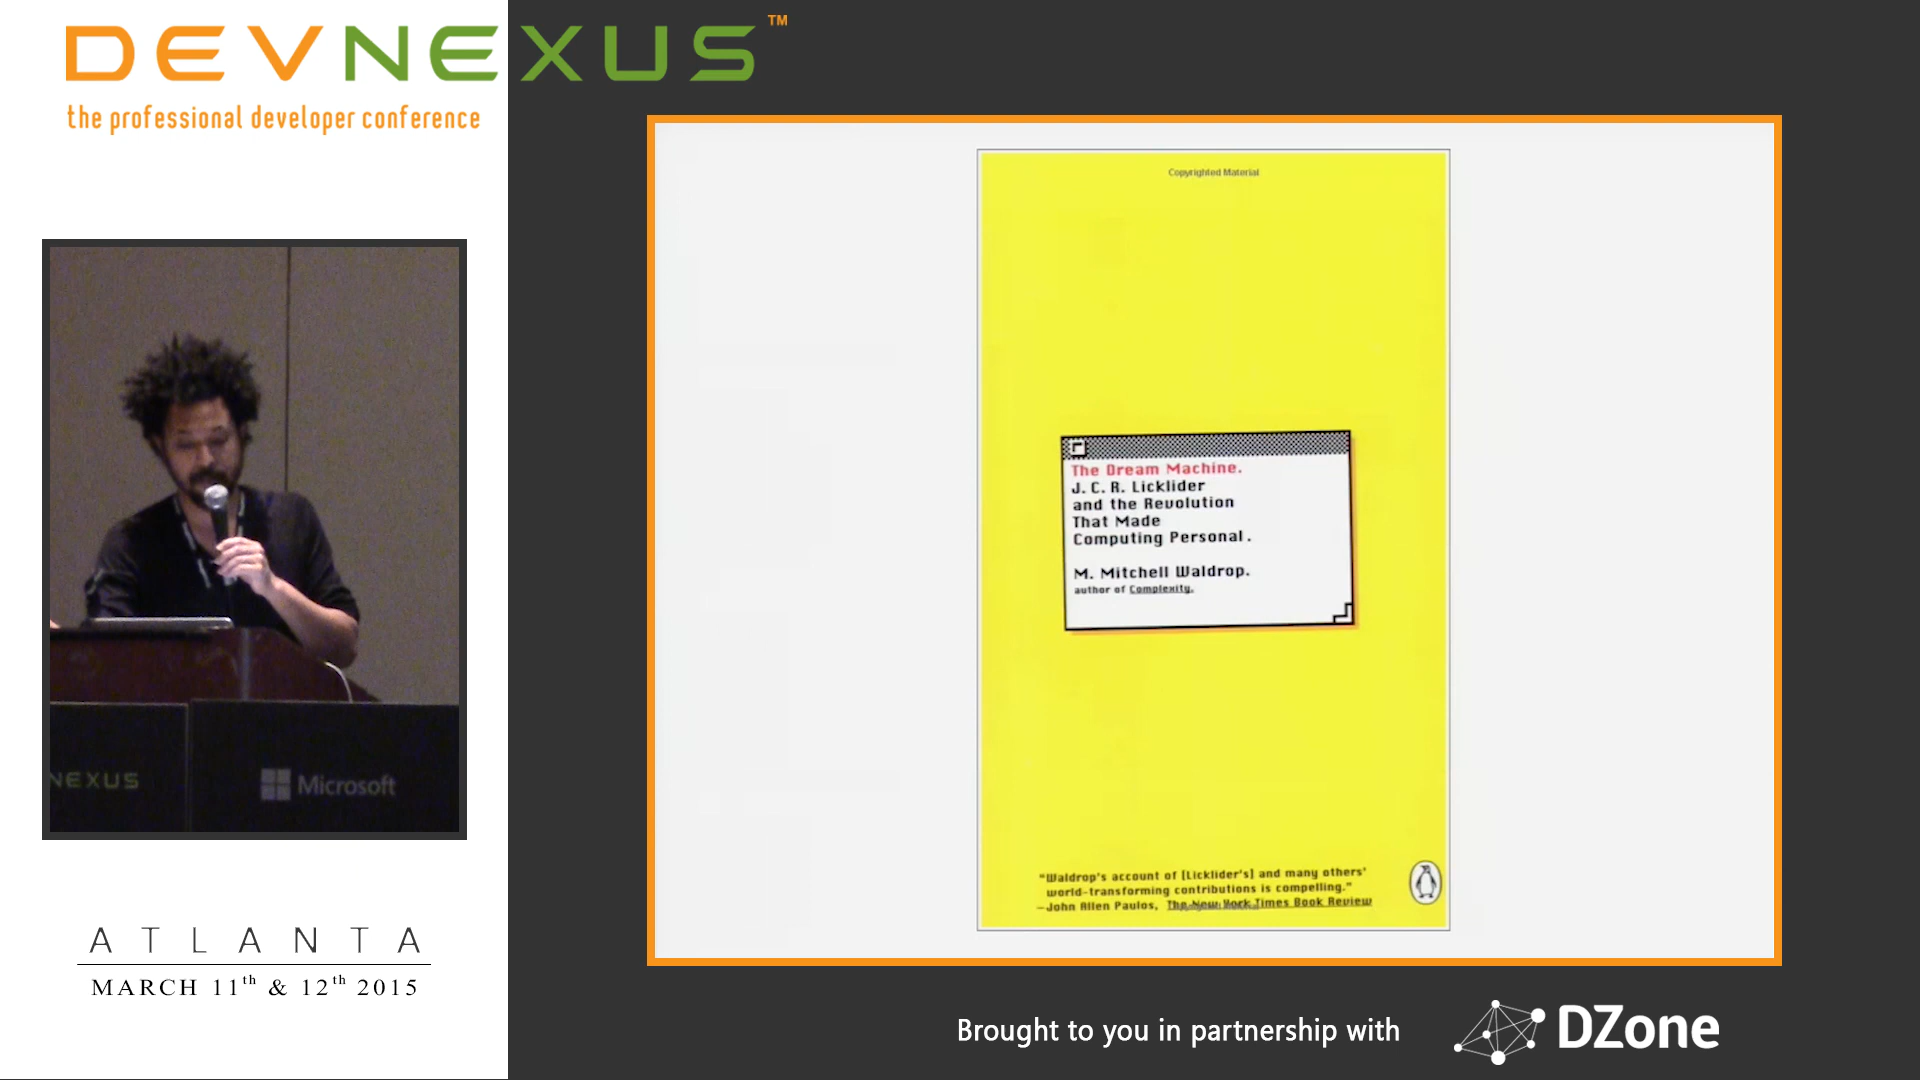 DEVNEXUS™
the professional developer conference
Copyrighted Material
The Dream Machine.
J. C. R. Licklider
and the Revolution
That Made
Computing Personal.
M. Mitchell Waldrop.
author of Complexity.
"Waldrop's account of [Licklider's] and many others'
world-transforming contributions is compelling."
—John Allen Paulos, The New York Times Book Review
NEXUS
Microsoft
ATLANTA
MARCH 11th & 12th 2015
Brought to you in partnership with
DZone